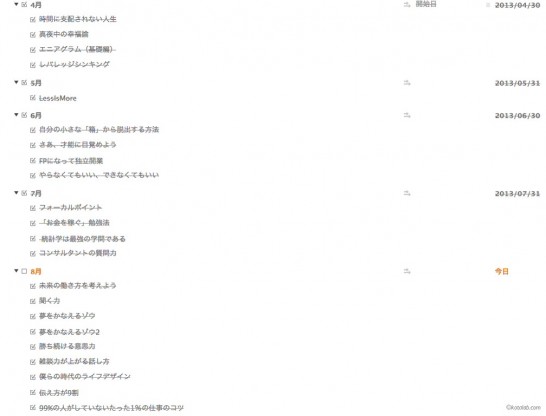 4月 開始日 2013/04/30
時間に支配されない人生
真夜中の幸福論
エニアグラム（基礎編）
レバレッジシンキング
5月 2013/05/31
LessIsMore
6月 2013/06/30
自分の小さな「箱」から脱出する方法
さあ、才能に目覚めよう
FPになって独立開業
やらなくてもいい、できなくてもいい
7月 2013/07/31
フォーカルポイント
「お金を稼ぐ」勉強法
統計学は最強の学問である
コンサルタントの質問力
8月 今日
未来の働き方を考えよう
聞く力
夢をかなえるゾウ
夢をかなえるゾウ2
勝ち続ける意志力
雑談力が上がる話し方
僕らの時代のライフデザイン
伝え方が9割
99%の人がしていないたった1%の仕事のコツ
©Kotolab.com